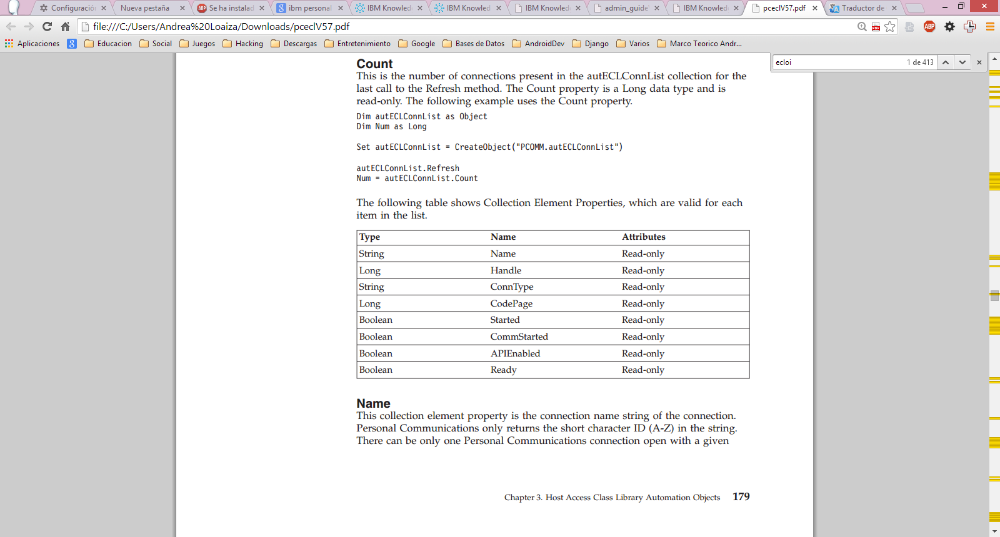 Configuración
Nueva pestaña
ABP Se ha instalad
ibm personal
IBM Knowled
IBM Knowled
IBM Knowled
admin_guide
IBM Knowled
pceclV57.pdf
Traductor de
file:///C:/Users/Andrea%20Loaiza/Downloads/pceclV57.pdf
ABP
Aplicaciones
Educacion
Social
Juegos
Hacking
Descargas
Entretenimiento
Google
Bases de Datos
AndroidDev
Django
Varios
Marco Teorico Andr...
ecloi 1 de 413
Count
This is the number of connections present in the autECLConnList collection for the
last call to the Refresh method. The Count property is a Long data type and is
read-only. The following example uses the Count property.
Dim autECLConnList as Object
Dim Num as Long
Set autECLConnList = CreateObject("PCOMM.autECLConnList")
autECLConnList.Refresh
Num = autECLConnList.Count
The following table shows Collection Element Properties, which are valid for each
item in the list.
Type Name Attributes
String Name Read-only
Long Handle Read-only
String ConnType Read-only
Long CodePage Read-only
Boolean Started Read-only
Boolean CommStarted Read-only
Boolean APIEnabled Read-only
Boolean Ready Read-only
Name
This collection element property is the connection name string of the connection.
Personal Communications only returns the short character ID (A-Z) in the string.
There can be only one Personal Communications connection open with a given
Chapter 3. Host Access Class Library Automation Objects 179